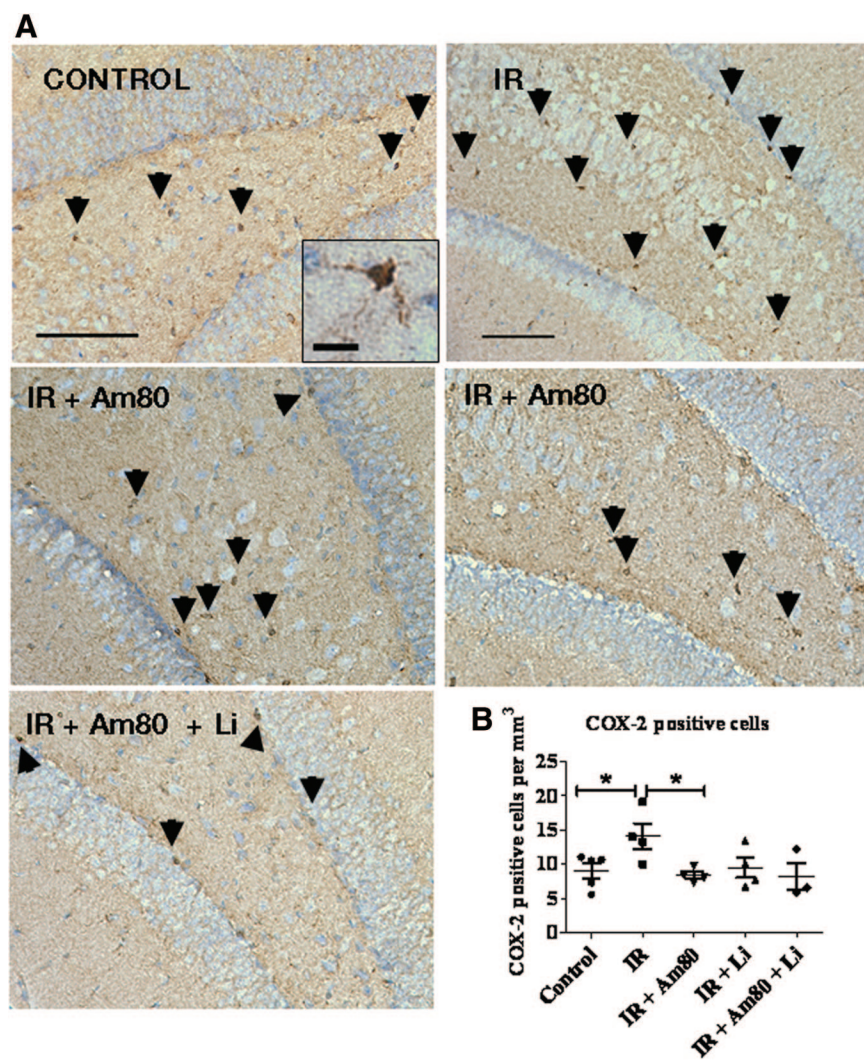 A
CONTROL
IR
IR + Am80
IR + Am80
IR + Am80 + Li
B
COX-2 positive cells
COX-2 positive cells per mm3
25
20
15
10
5
0
* *
Control
IR
IR + Am80
IR + Li
IR + Am80 + Li